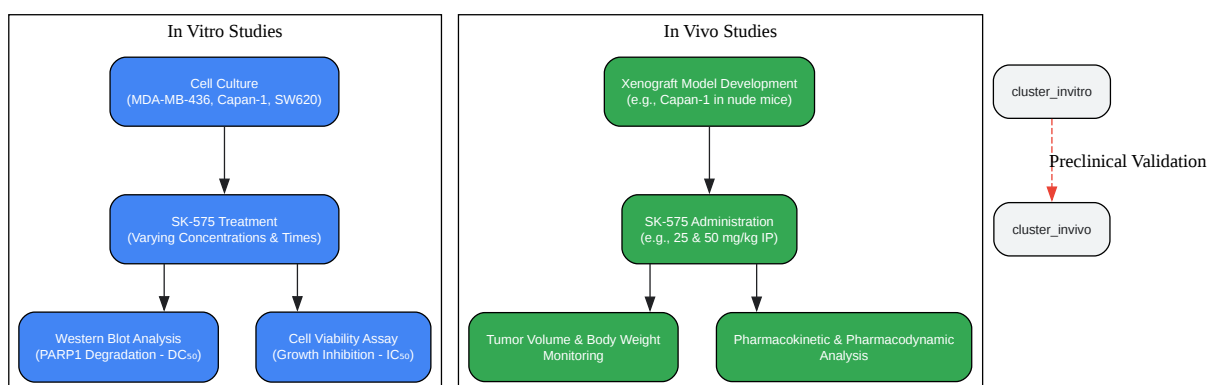 In Vitro Studies
Cell Culture
(MDA-MB-436, Capan-1, SW620)
SK-575 Treatment
(Varying Concentrations & Times)
Western Blot Analysis
(PARP1 Degradation - DC₅₀)
Cell Viability Assay
(Growth Inhibition - IC₅₀)
In Vivo Studies
Xenograft Model Development
(e.g., Capan-1 in nude mice)
SK-575 Administration
(e.g., 25 & 50 mg/kg IP)
Tumor Volume & Body Weight
Monitoring
Pharmacokinetic & Pharmacodynamic
Analysis
cluster_invitro
Preclinical Validation
cluster_invivo